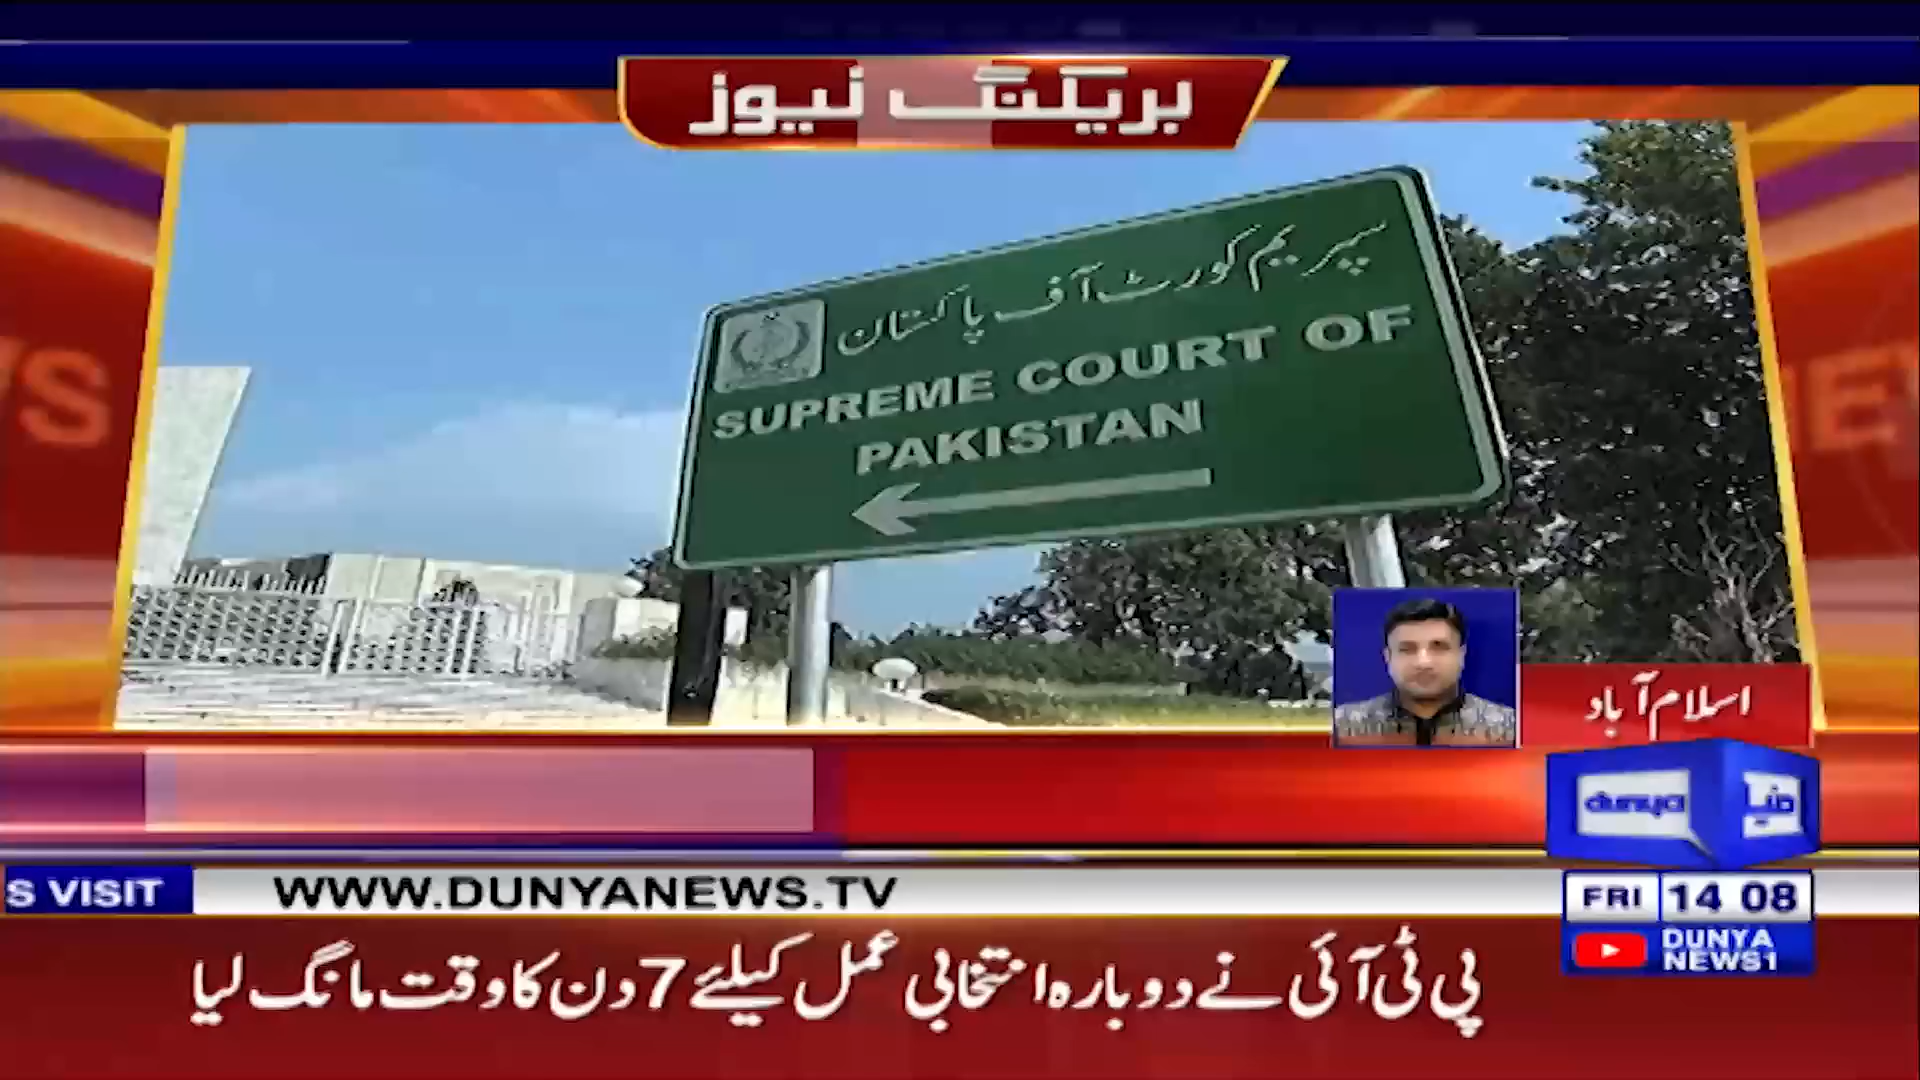 بریکنگ نیوز
سپریم کورٹ آف پاکستان
SUPREME COURT OF
PAKISTAN
اسلام آباد
dunya
دنیا
S VISIT
WWW.DUNYANEWS.TV
FRI 14 08
DUNYA
NEWS1
پی ٹی آئی نے دوبارہ انتخابی عمل کیلئے 7 دن کا وقت مانگ لیا